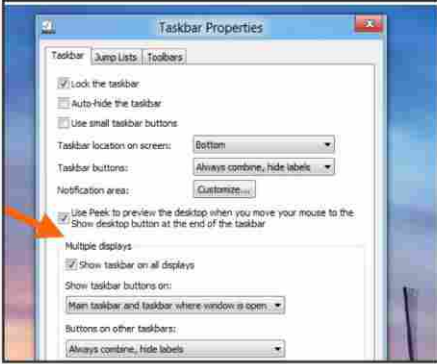 Taskbar Properties
Taskbar
Jump Lists
Toolbars
Lock the taskbar
Auto-hide the taskbar
Use small taskbar buttons
Taskbar location on screen: Bottom
Taskbar buttons: Always combine, hide labels
Notification area: Customize...
Use Peek to preview the desktop when you move your mouse to the
Show desktop button at the end of the taskbar
Multiple displays
Show taskbar on all displays
Show taskbar buttons on:
Main taskbar and taskbar where window is open
Buttons on other taskbars:
Always combine, hide labels